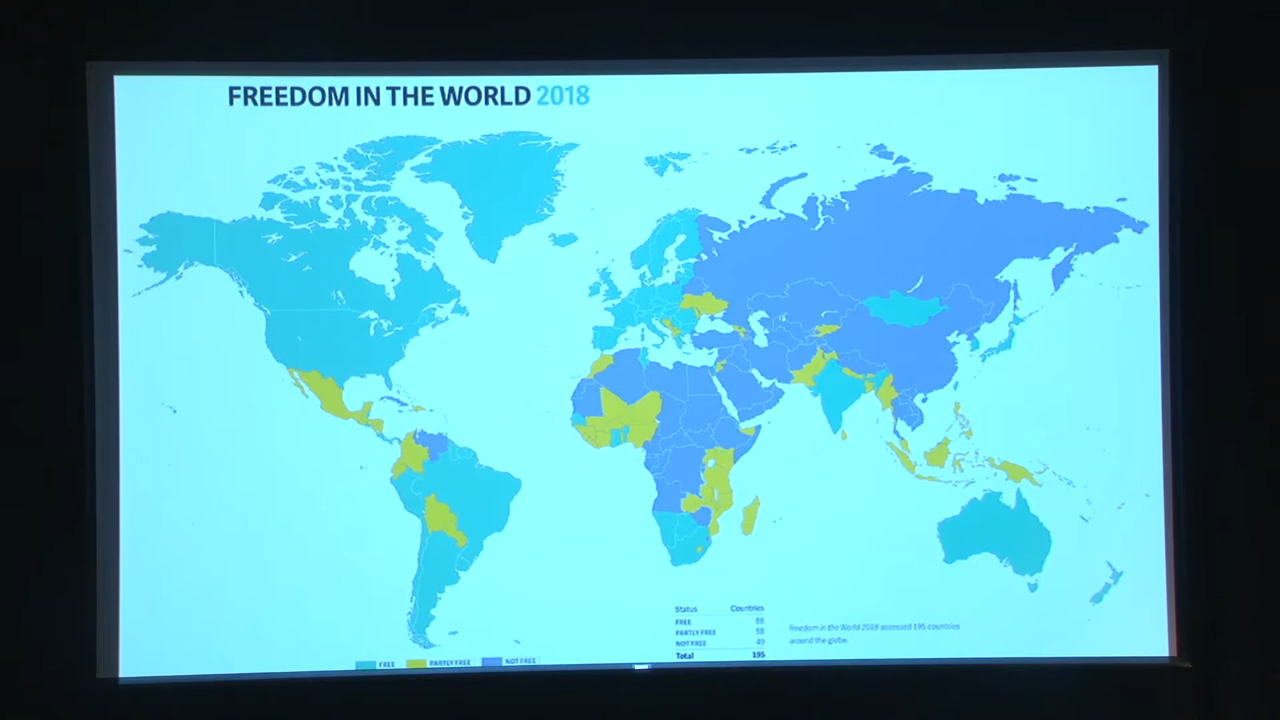 FREEDOM IN THE WORLD 2018
Status Countries
FREE 88
PARTLY FREE 58
NOT FREE 49
Total 195
Freedom in the World 2018 assessed 195 countries
around the globe.
FREE PARTLY FREE NOT FREE